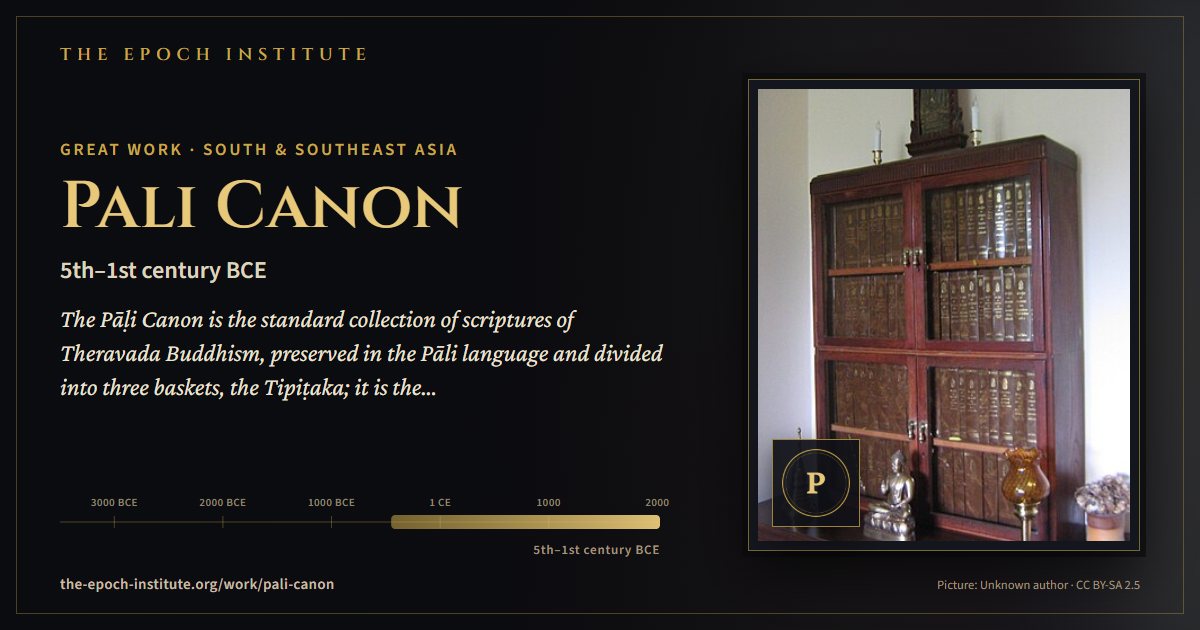 THE EPOCH INSTITUTE
GREAT WORK · SOUTH & SOUTHEAST ASIA
PALI CANON
5th–1st century BCE
The Pāḷi Canon is the standard collection of scriptures of
Theravada Buddhism, preserved in the Pāli language and divided
into three baskets, the Tipiṭaka; it is the...
3000 BCE 2000 BCE 1000 BCE 1 CE 1000 2000
5th–1st century BCE
the-epoch-institute.org/work/pali-canon
P
Picture: Unknown author · CC BY-SA 2.5